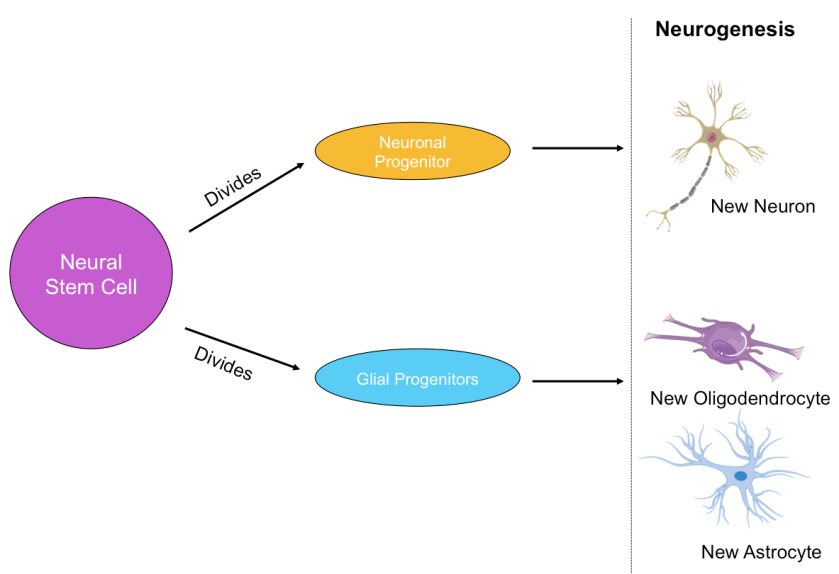 Neurogenesis
Neuronal
Progenitor
Divides
New Neuron
Neural
Stem Cell
Divides
Glial Progenitors
New Oligodendrocyte
New Astrocyte